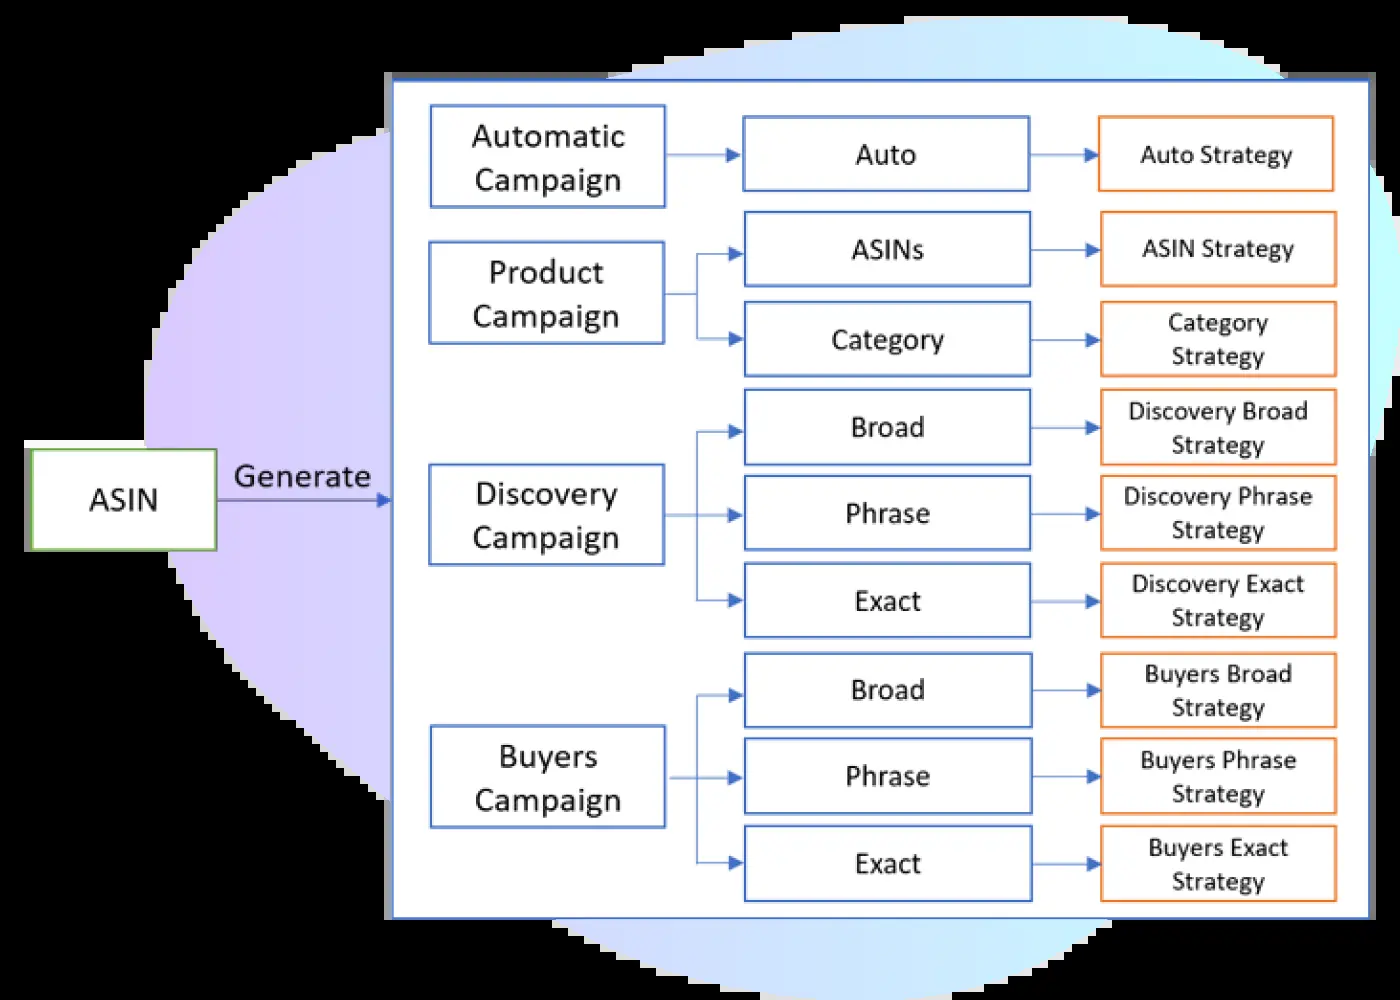 ASIN
Generate
Automatic
Campaign
Auto
Auto Strategy
Product
Campaign
ASINs
ASIN Strategy
Category
Category
Strategy
Discovery
Campaign
Broad
Discovery Broad
Strategy
Phrase
Discovery Phrase
Strategy
Exact
Discovery Exact
Strategy
Buyers
Campaign
Broad
Buyers Broad
Strategy
Phrase
Buyers Phrase
Strategy
Exact
Buyers Exact
Strategy